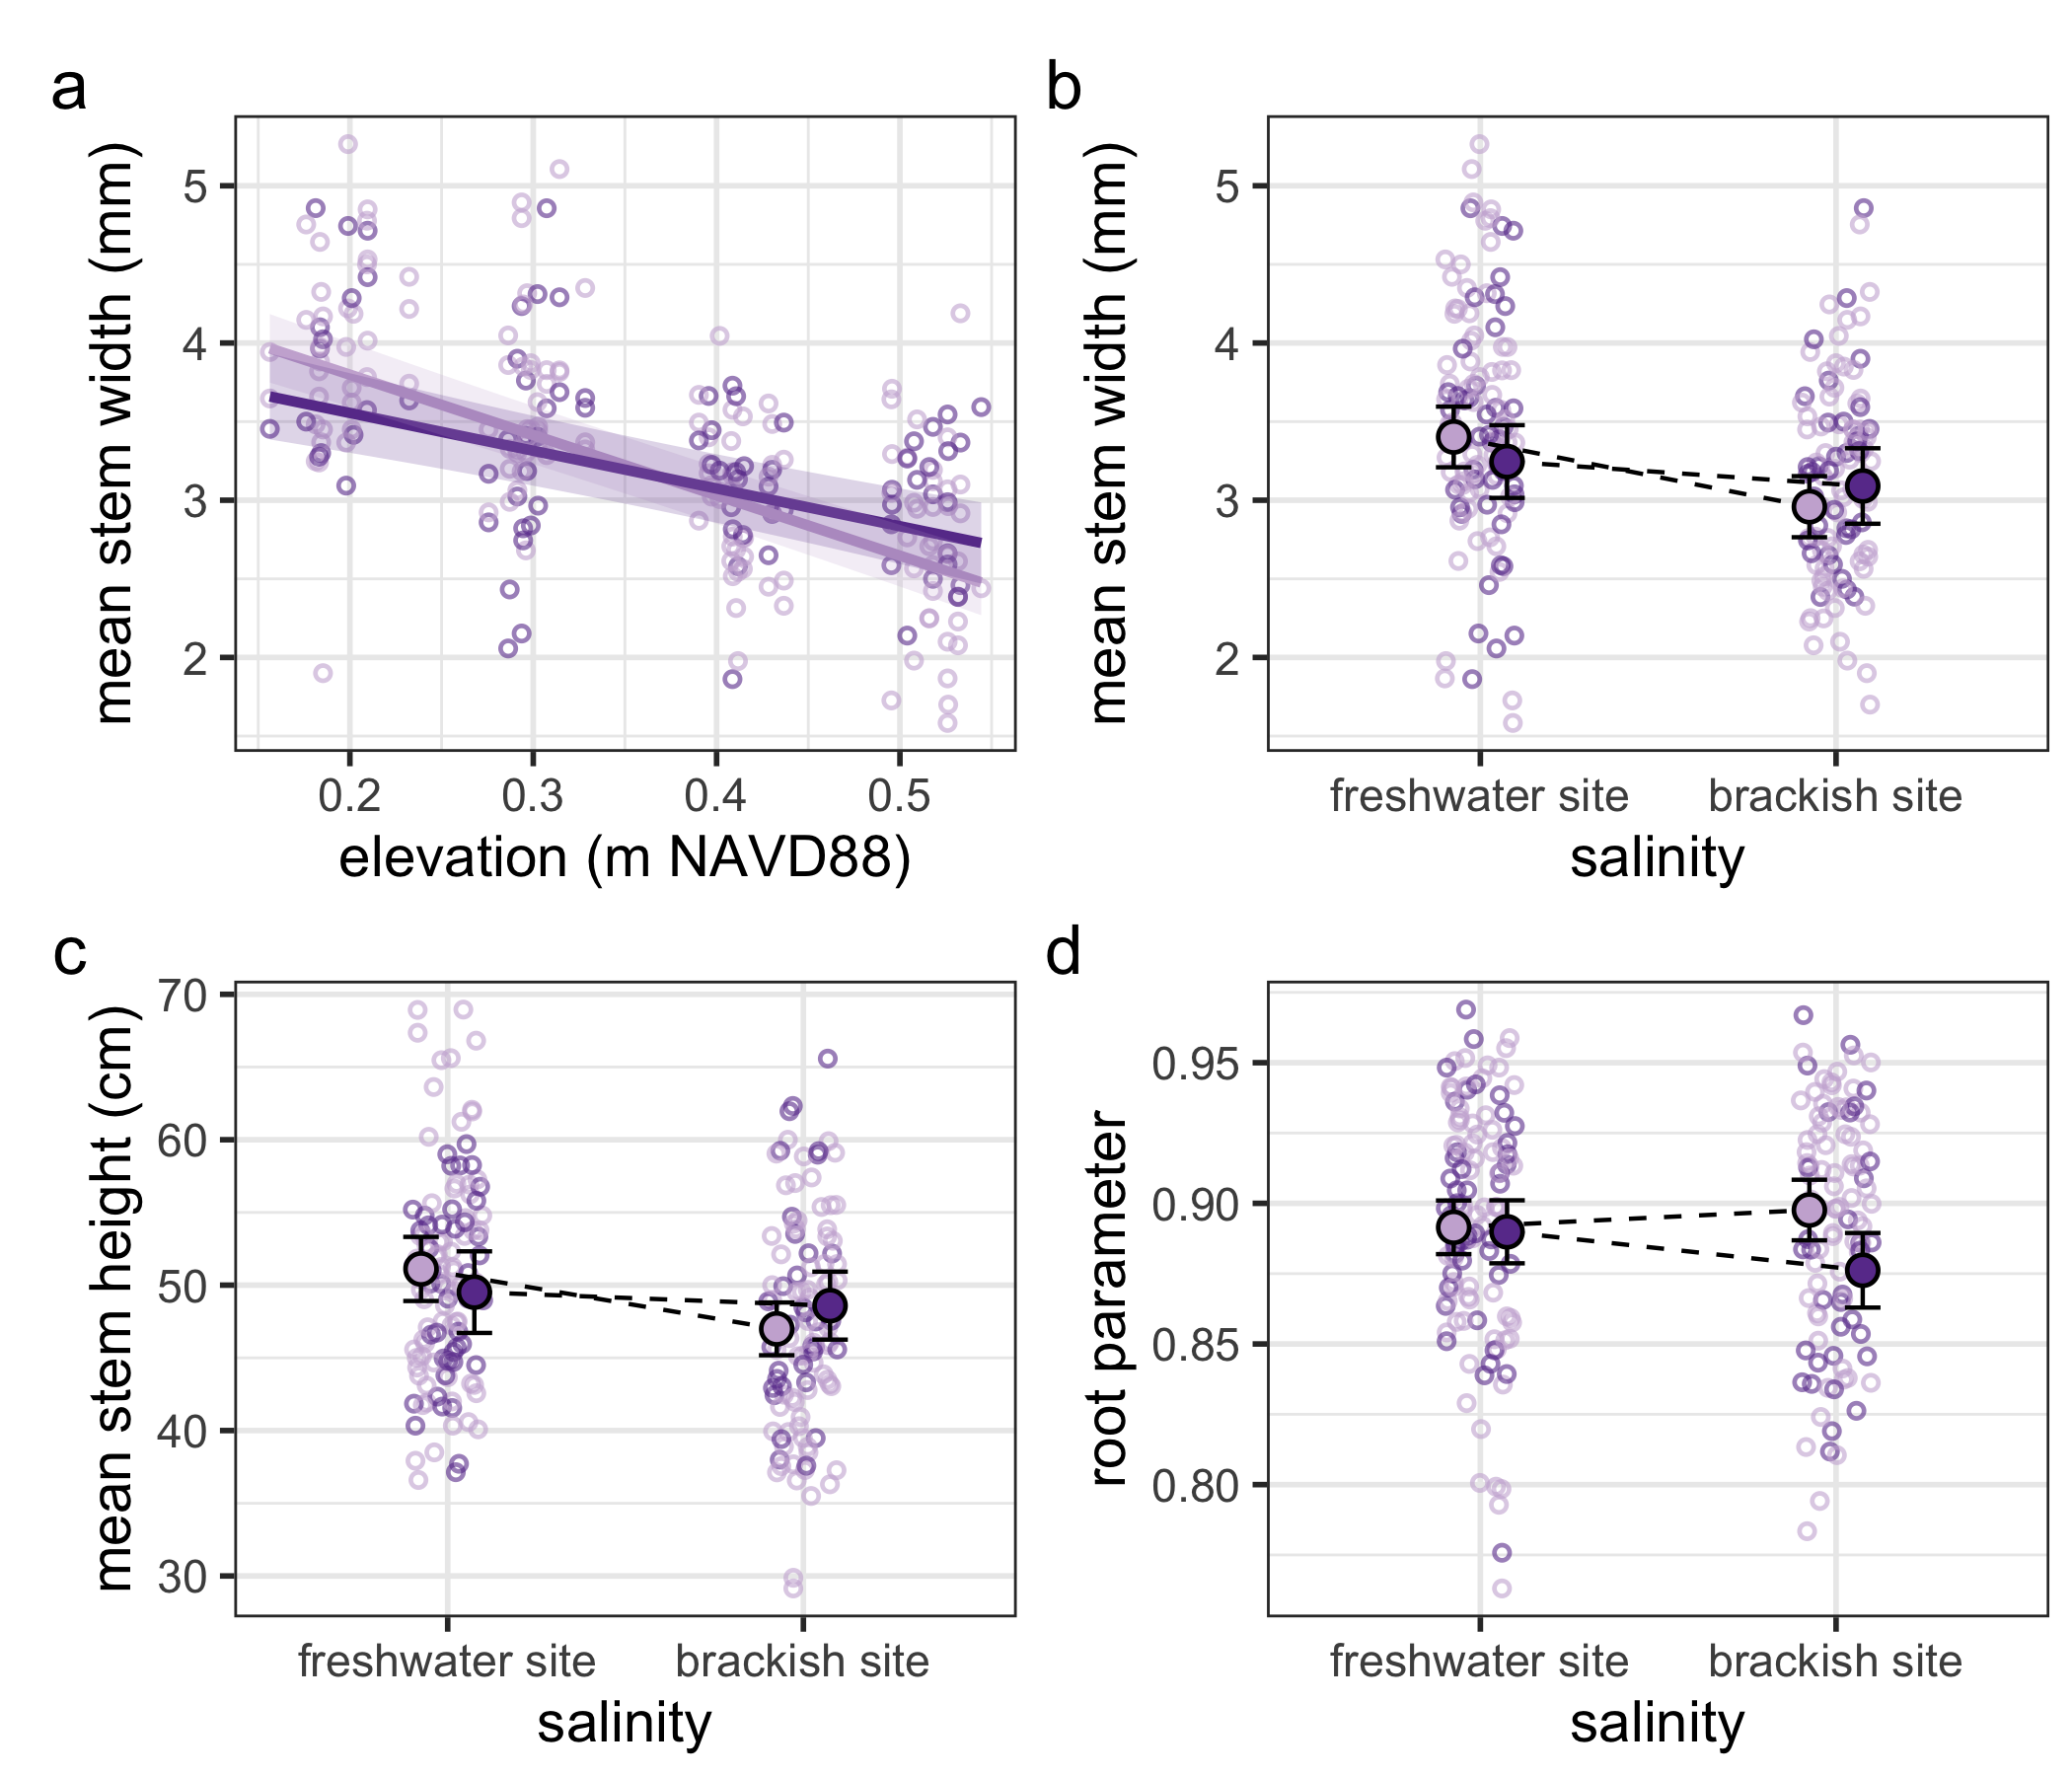 a
mean stem width (mm)
5
4
3
2
0.2 0.3 0.4 0.5
elevation (m NAVD88)
b
mean stem width (mm)
5
4
3
2
freshwater site brackish site
salinity
c
mean stem height (cm)
70
60
50
40
30
freshwater site brackish site
salinity
d
root parameter
0.95
0.90
0.85
0.80
freshwater site brackish site
salinity